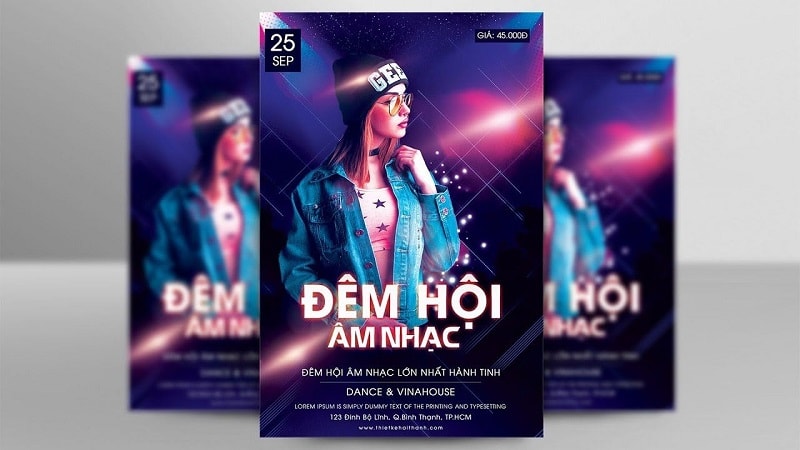 25
SEP
GIÁ: 45.000Đ
GEE
ĐÊM HỘI
ÂM NHẠC
ĐÊM HỘI ÂM NHẠC LỚN NHẤT HÀNH TINH
DANCE & VINAHOUSE
LOREM IPSUM IS SIMPLY DUMMY TEXT OF THE PRINTING AND TYPESETTING
123 Đinh Bộ Lĩnh, Q.Bình Thạnh, TP.HCM
www.thietkehaithanh.com